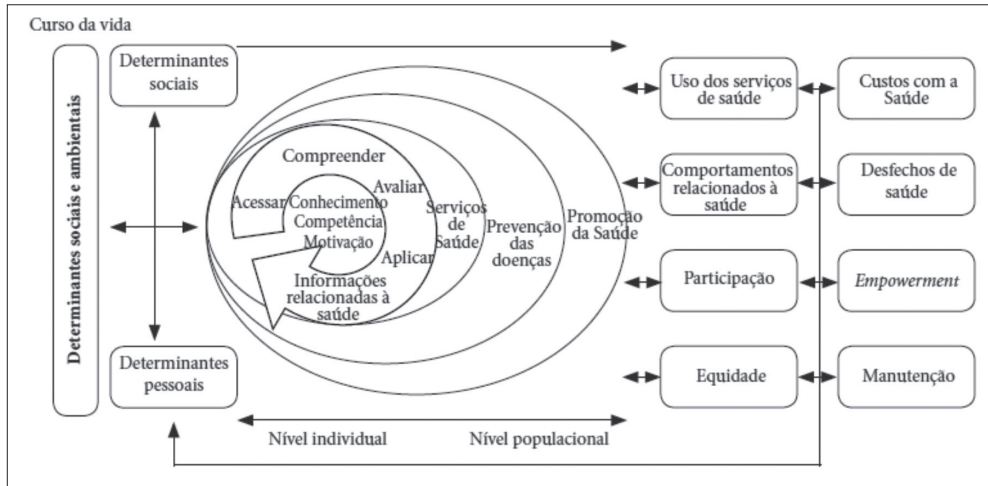 Curso da vida
Determinantes sociais e ambientais
Determinantes
sociais
Determinantes
pessoais
Compreender
Acessar
Avaliar
Aplicar
Conhecimento
Competência
Motivação
Informações
relacionadas à
saúde
Serviços
de
Saúde
Prevenção
das
doenças
Promoção
da Saúde
Nível individual
Nível populacional
Uso dos serviços
de saúde
Custos com a
Saúde
Comportamentos
relacionados à
saúde
Desfechos de
saúde
Participação
Empowerment
Equidade
Manutenção